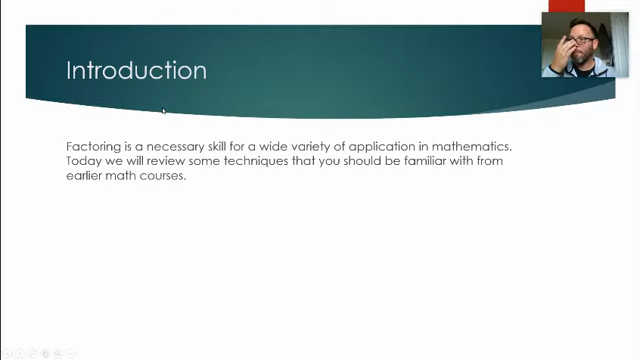 Introduction
Factoring is a necessary skill for a wide variety of application in mathematics.
Today we will review some techniques that you should be familiar with from
earlier math courses.